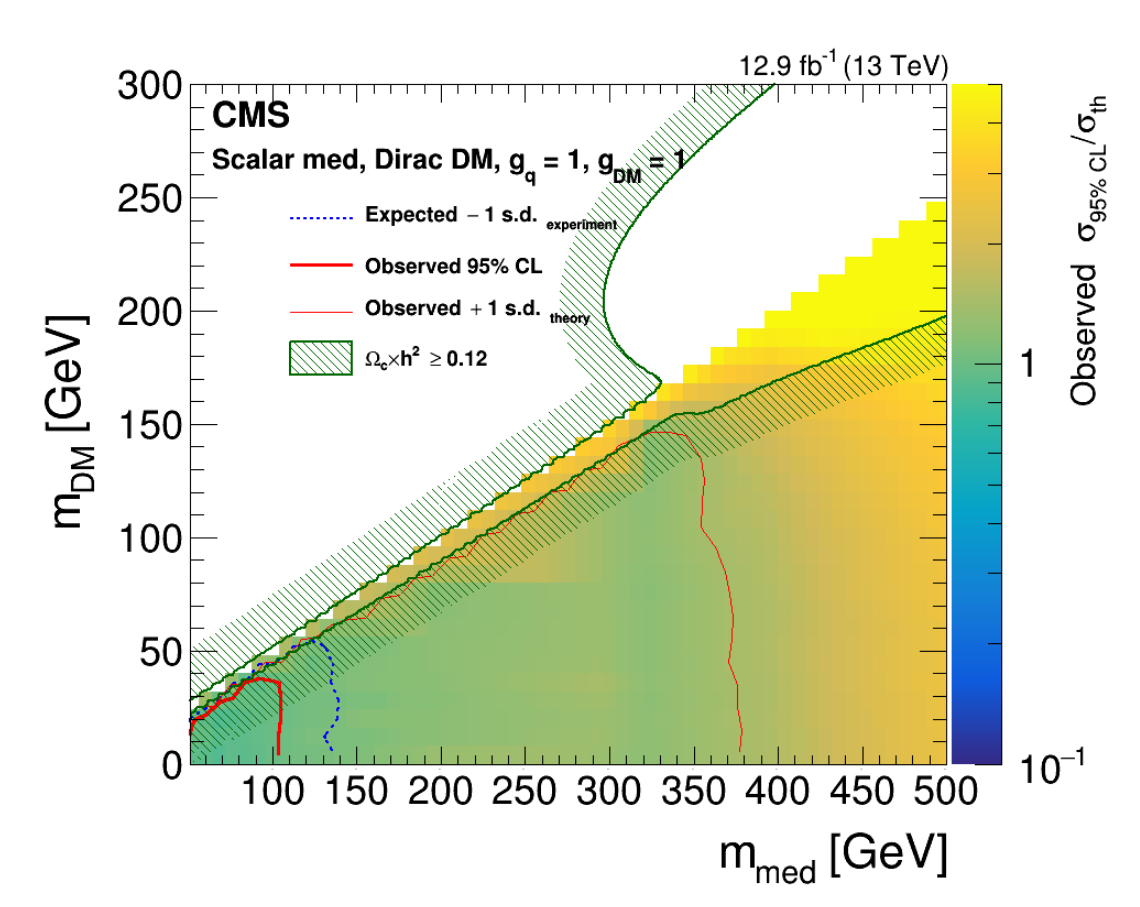 12.9 fb⁻¹ (13 TeV)
CMS
Scalar med, Dirac DM, g_q = 1, g_DM = 1
Expected − 1 s.d. experiment
Observed 95% CL
Observed + 1 s.d. theory
Ω_c×h² ≥ 0.12
300
250
200
150
100
50
0
m_DM [GeV]
100 150 200 250 300 350 400 450 500
m_med [GeV]
1
10⁻¹
Observed σ_95% CL/σ_th